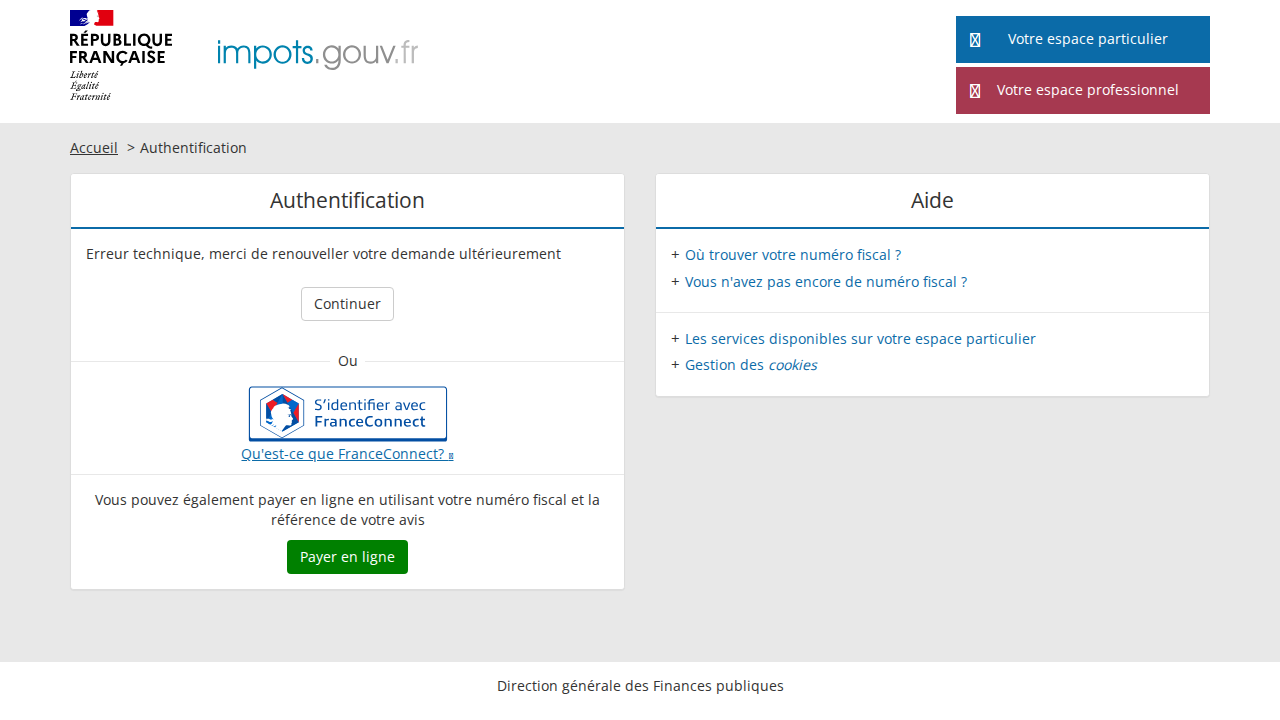 RÉPUBLIQUE
FRANÇAISE
Liberté
Égalité
Fraternité
impots.gouv.fr
Votre espace particulier
Votre espace professionnel
Accueil > Authentification
Authentification
Erreur technique, merci de renouveller votre demande ultérieurement
Continuer
Ou
S'identifier avec
FranceConnect
Qu'est-ce que FranceConnect?
Vous pouvez également payer en ligne en utilisant votre numéro fiscal et la
référence de votre avis
Payer en ligne
Aide
+ Où trouver votre numéro fiscal ?
+ Vous n'avez pas encore de numéro fiscal ?
+ Les services disponibles sur votre espace particulier
+ Gestion des cookies
Direction générale des Finances publiques